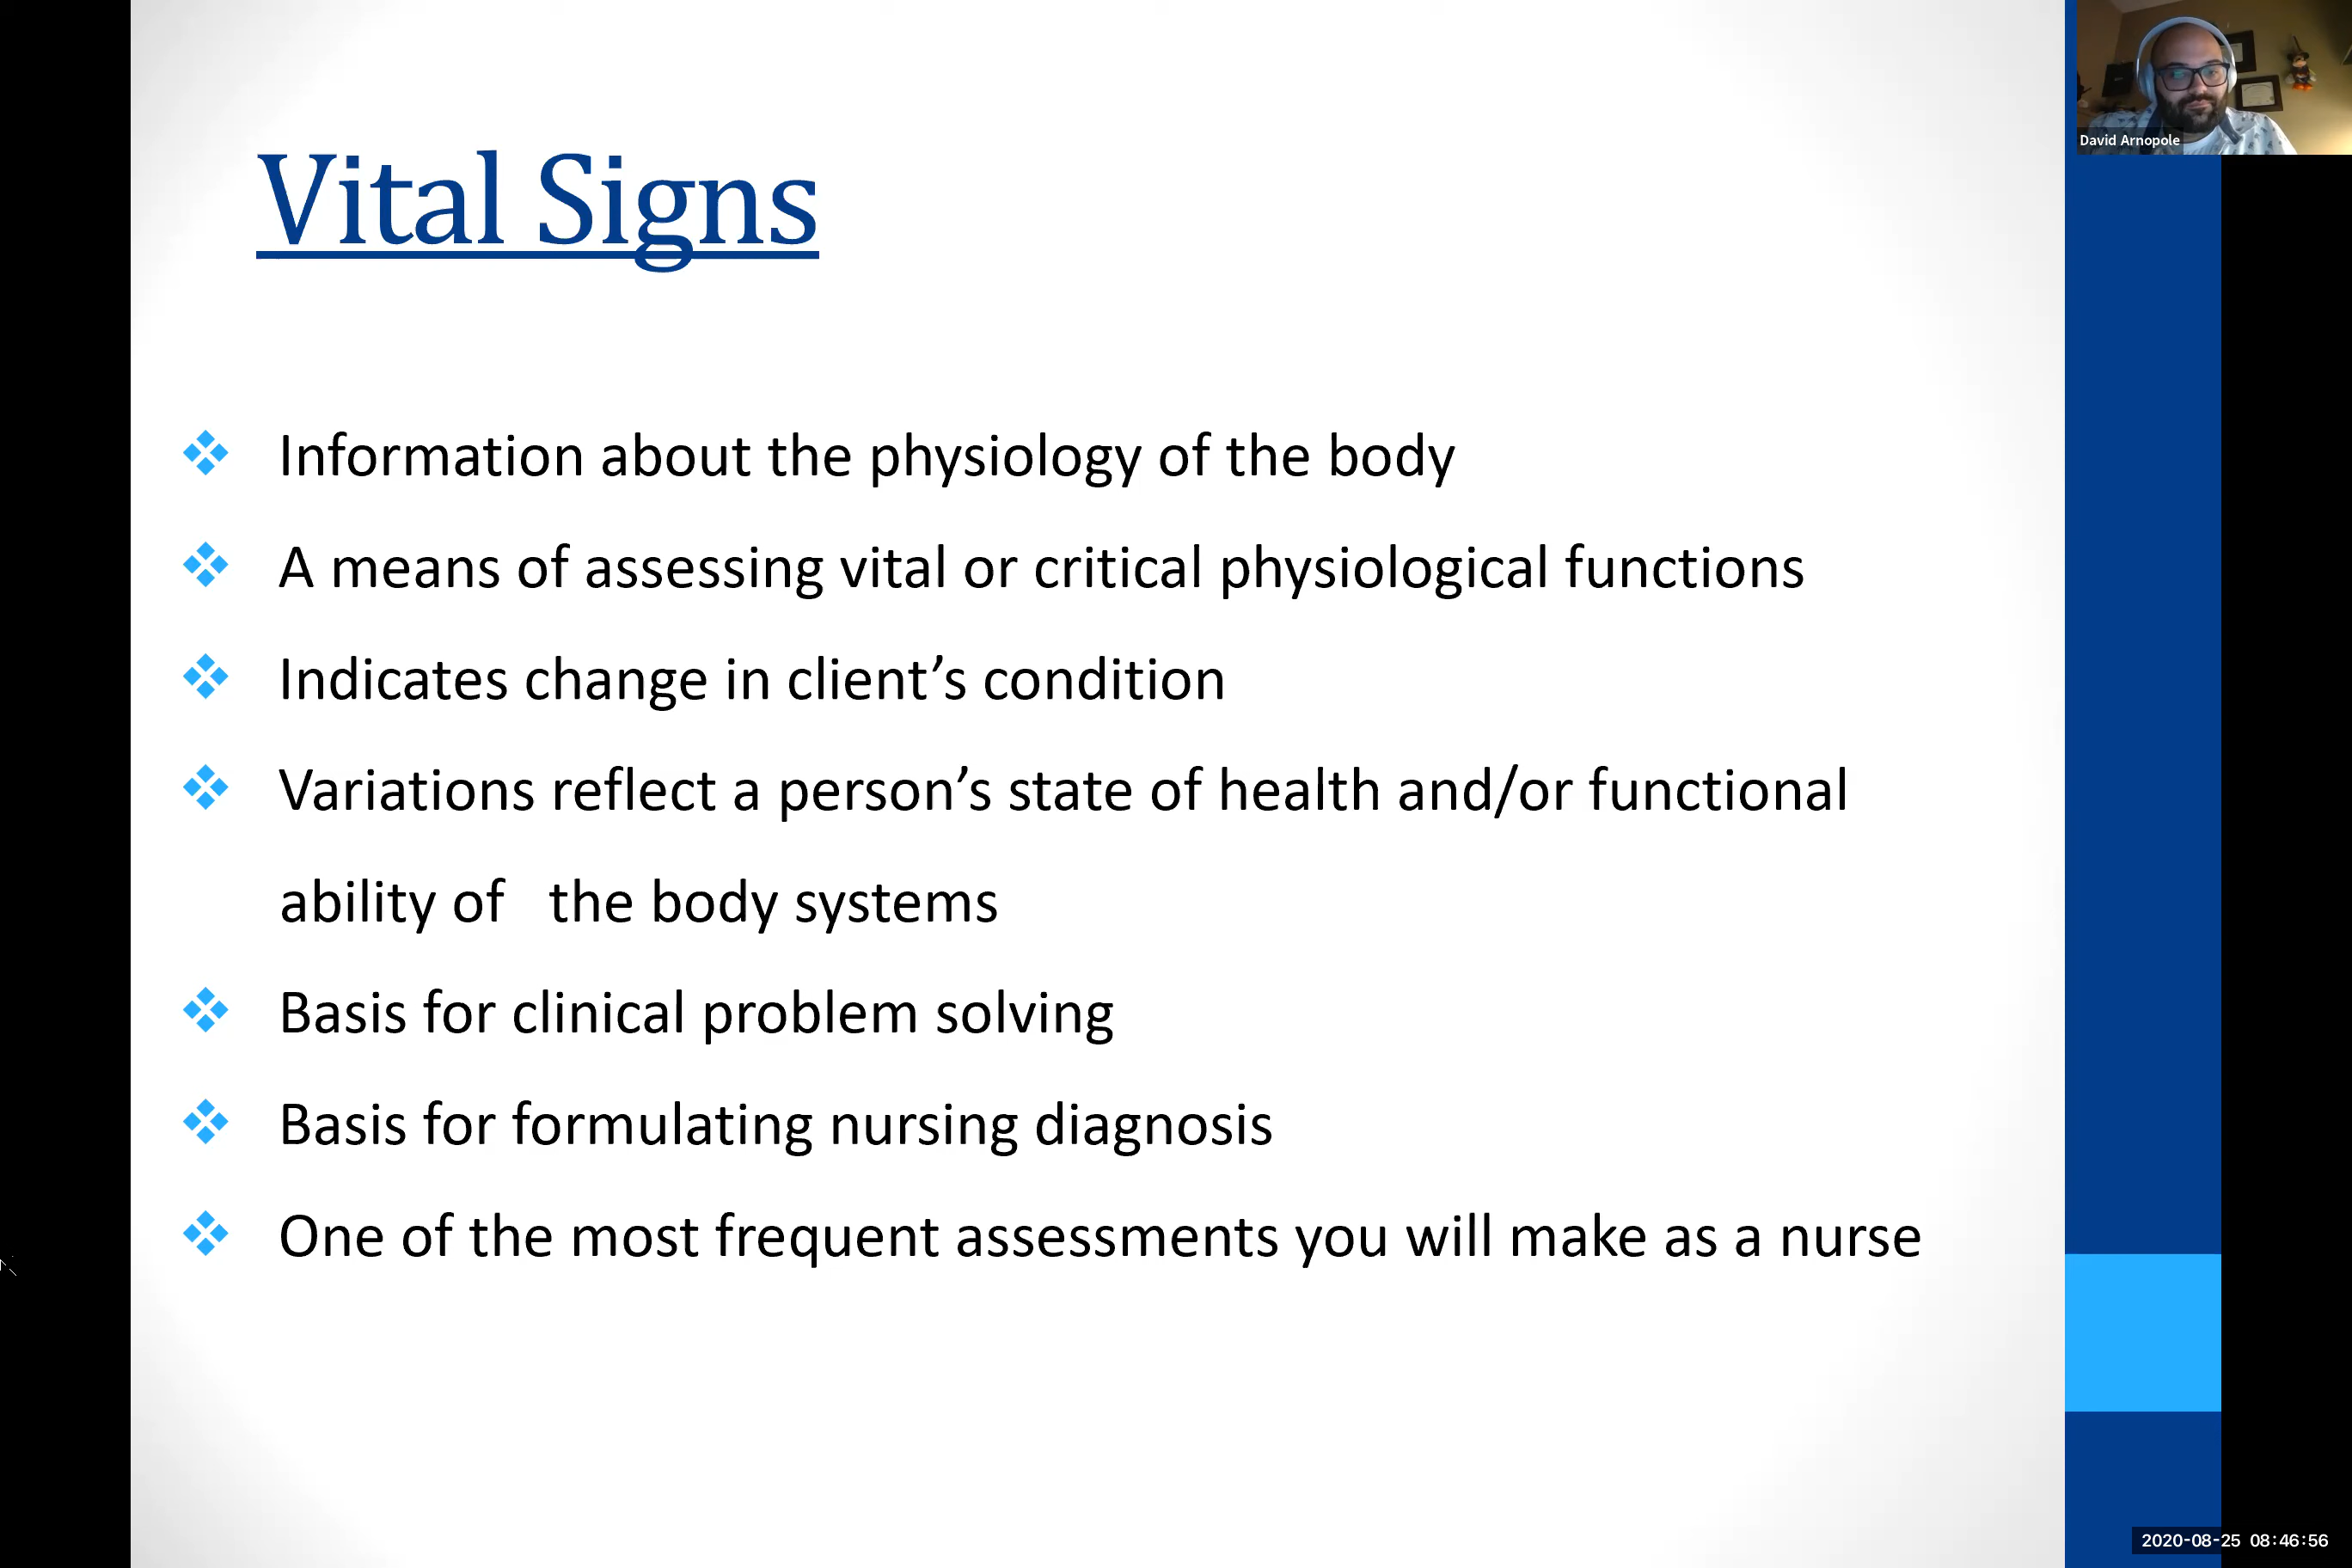 Vital Signs
Information about the physiology of the body
A means of assessing vital or critical physiological functions
Indicates change in client’s condition
Variations reflect a person’s state of health and/or functional
ability of   the body systems
Basis for clinical problem solving
Basis for formulating nursing diagnosis
One of the most frequent assessments you will make as a nurse
David Arnopole
2020-08-25 08:46:56